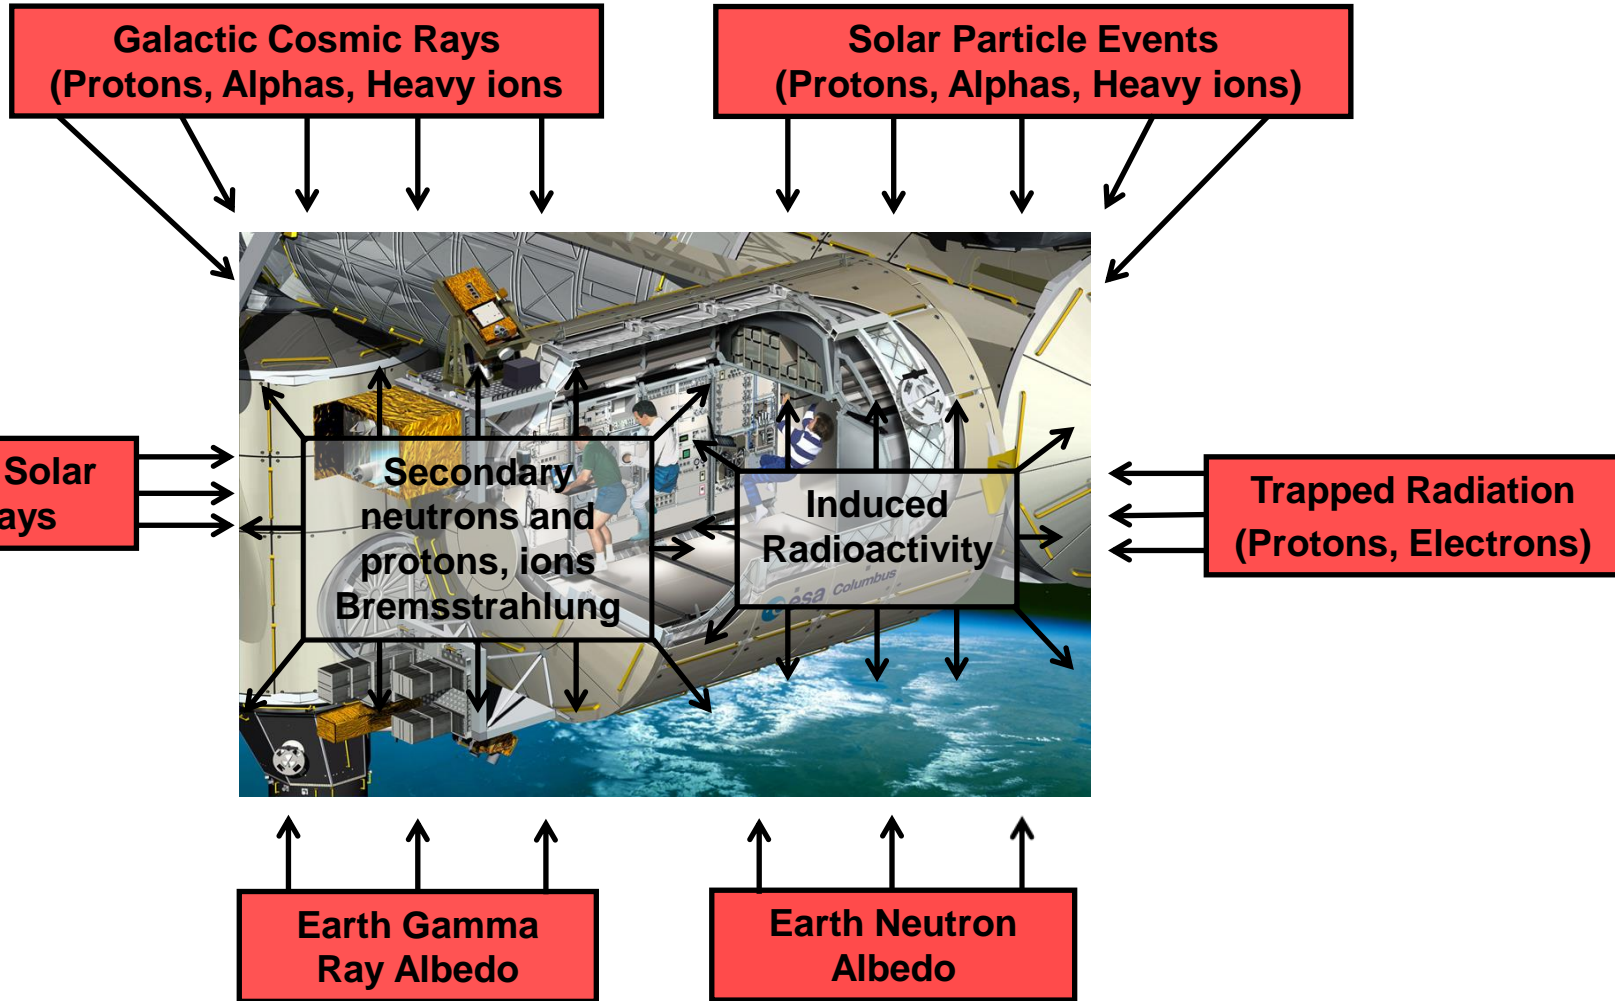 Galactic Cosmic Rays
(Protons, Alphas, Heavy ions
Solar Particle Events
(Protons, Alphas, Heavy ions)
Solar
Secondary
neutrons and
protons, ions
Bremsstrahlung
Induced
Radioactivity
esa Columbus
Trapped Radiation
(Protons, Electrons)
Earth Gamma
Ray Albedo
Earth Neutron
Albedo